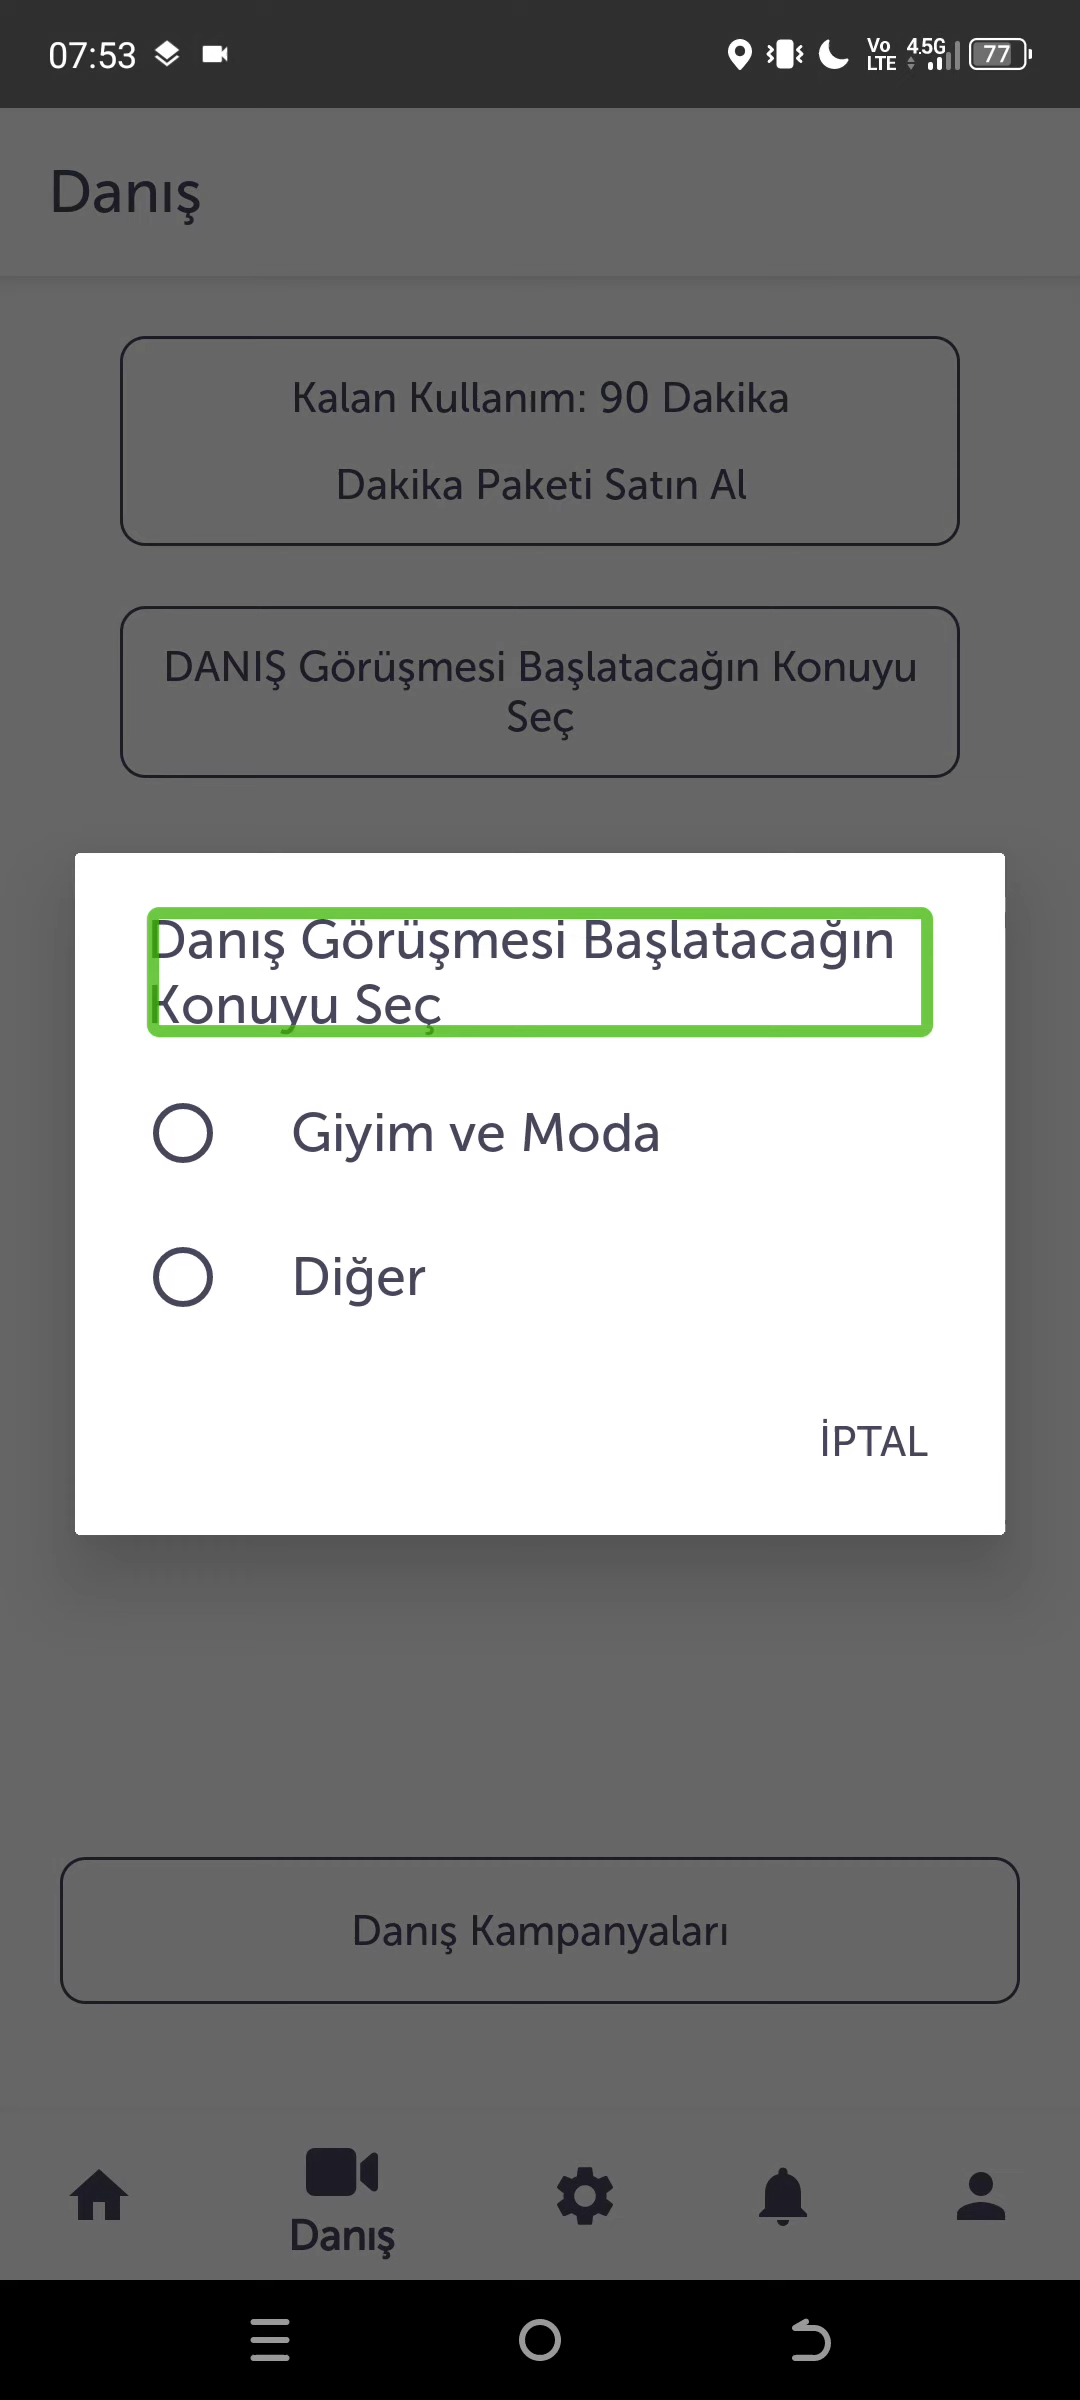 07:53
Vo LTE 4.5G 77
Danış
Kalan Kullanım: 90 Dakika
Dakika Paketi Satın Al
DANIŞ Görüşmesi Başlatacağın Konuyu
Seç
Danış Görüşmesi Başlatacağın
Konuyu Seç
Giyim ve Moda
Diğer
İPTAL
Danış Kampanyaları
Danış